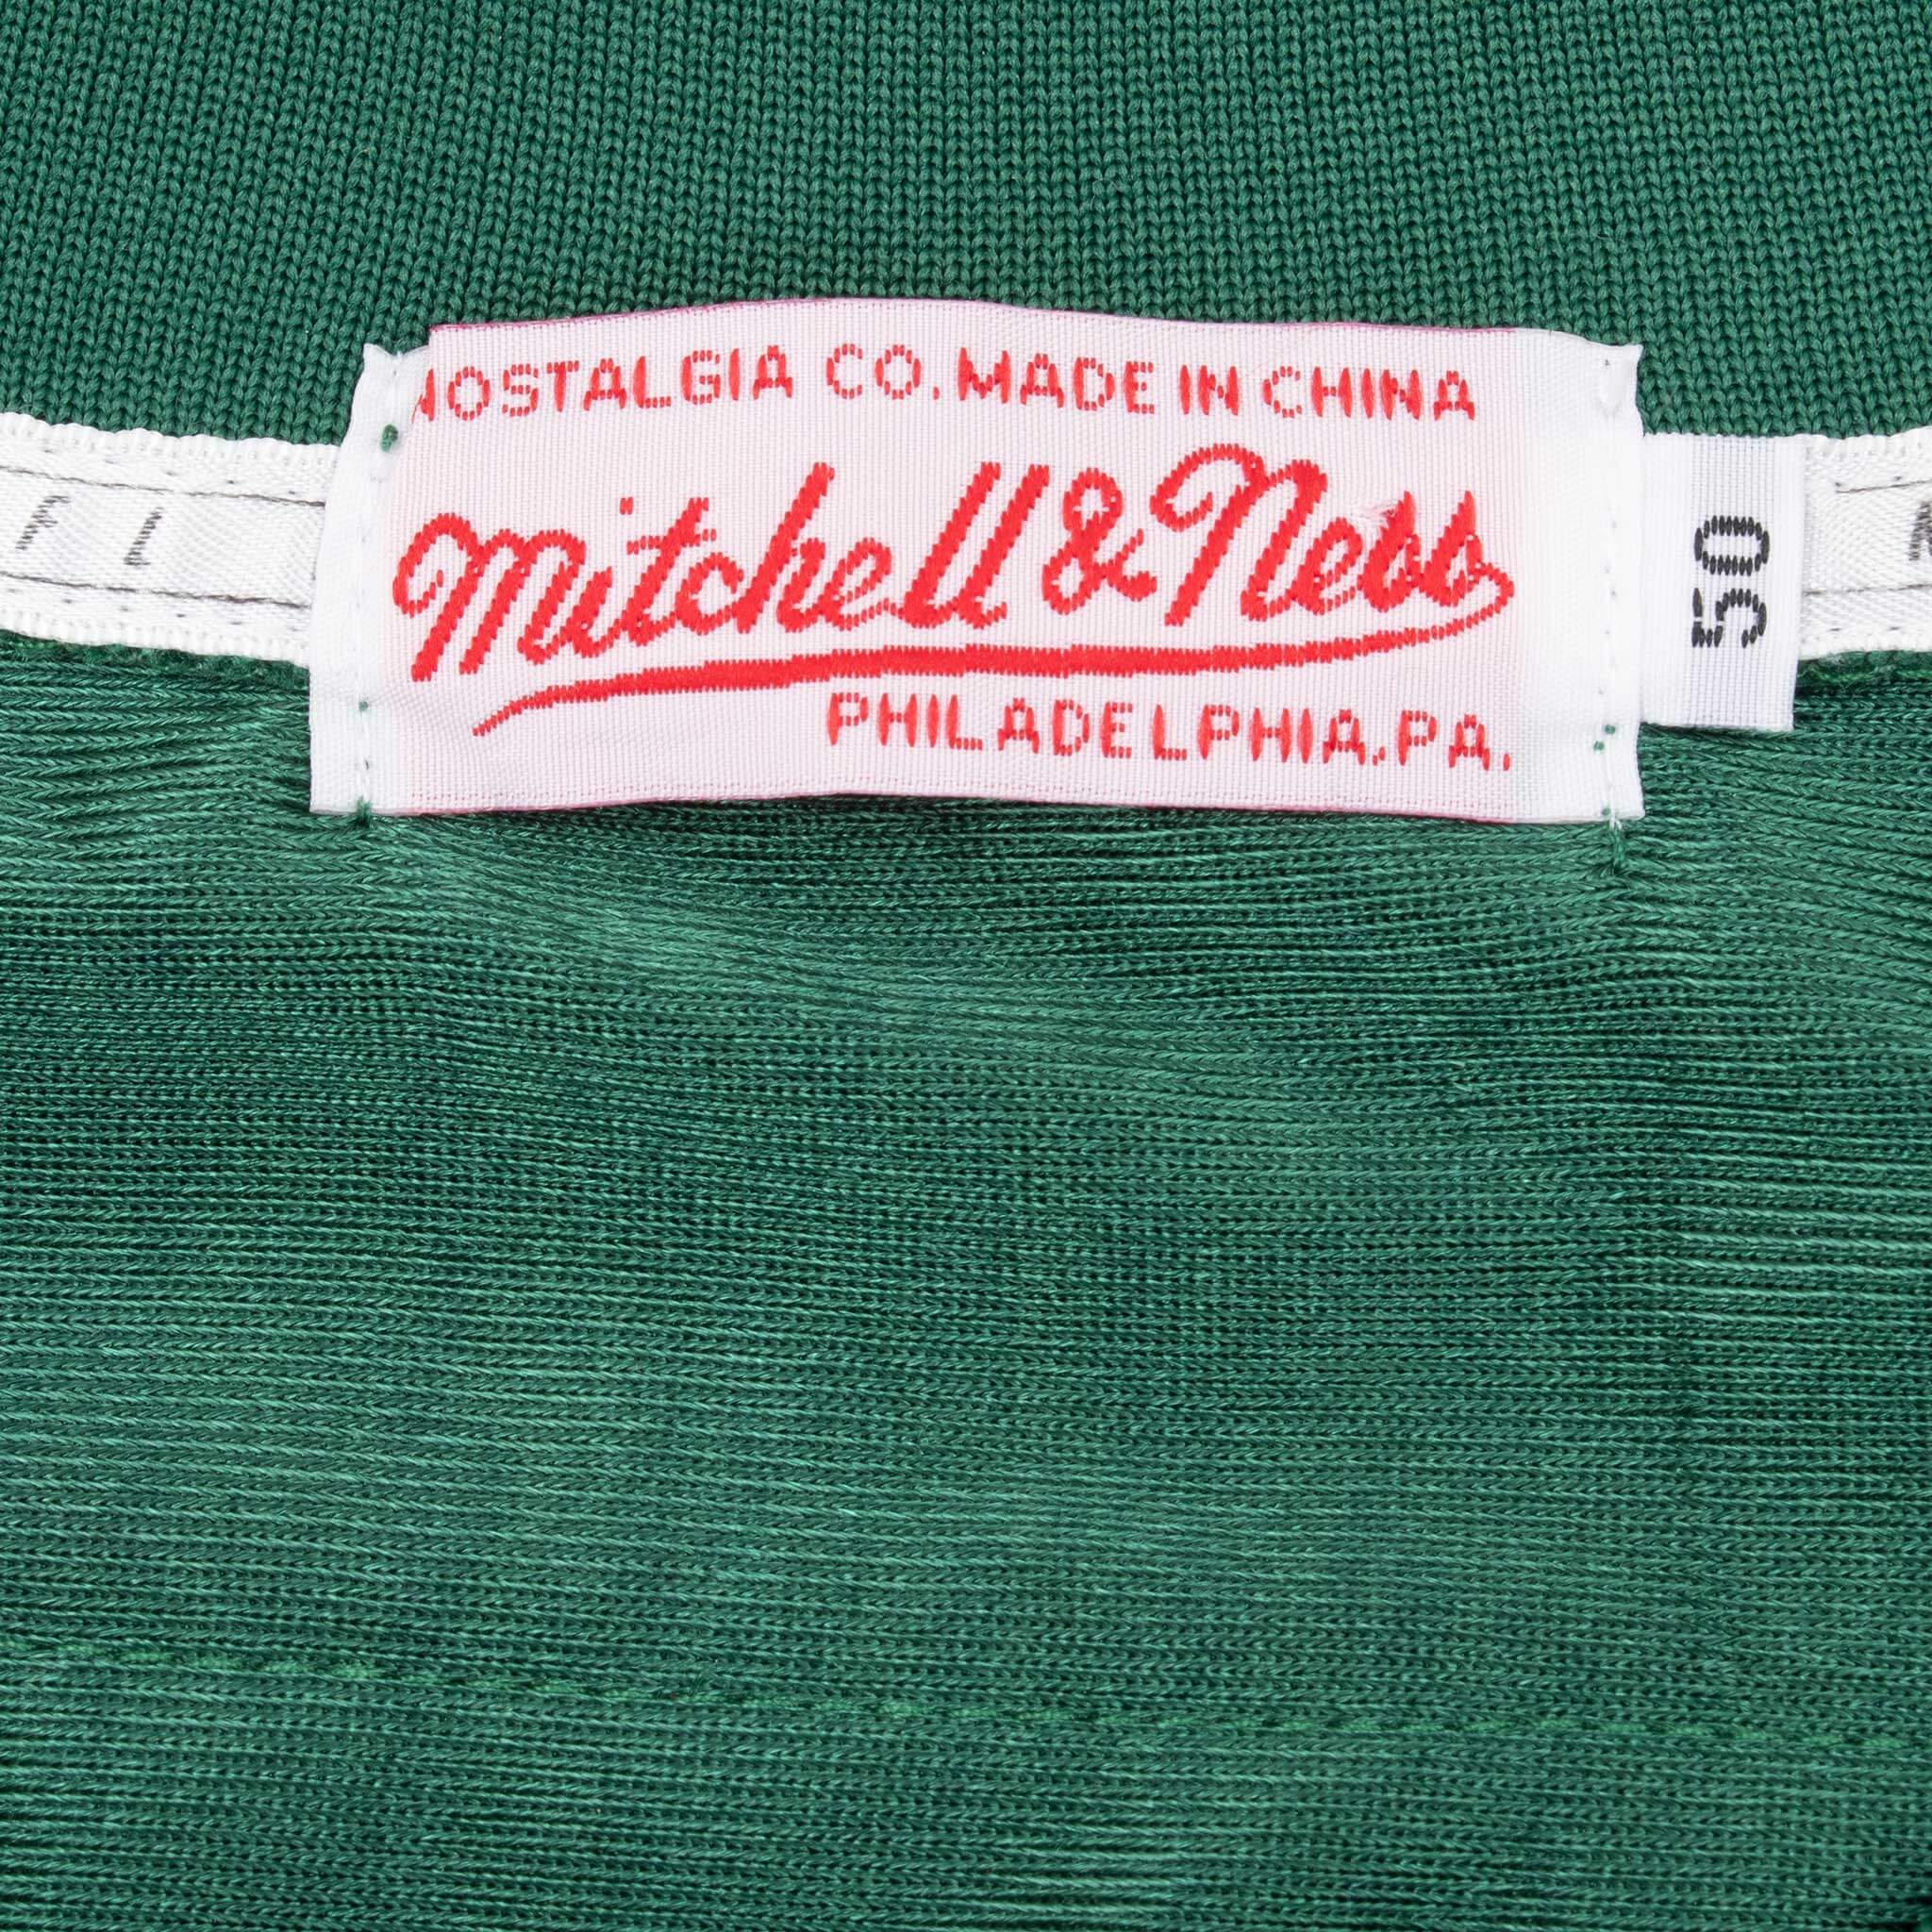 NOSTALGIA CO. MADE IN CHINA
Mitchell & Ness
PHILADELPHIA, PA.
50